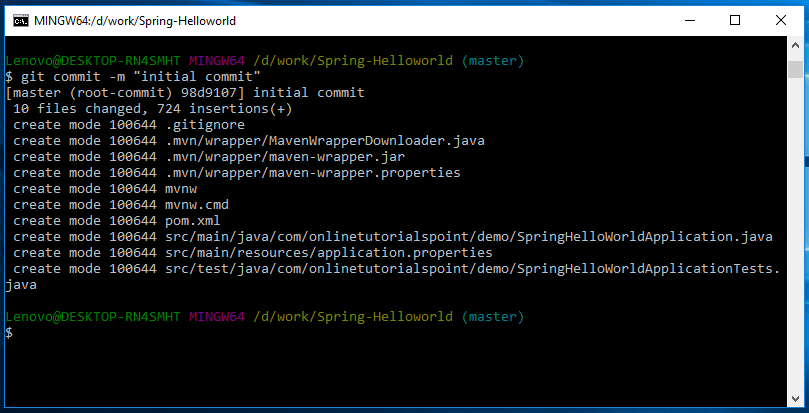 MINGW64:/d/work/Spring-Helloworld
Lenovo@DESKTOP-RN4SMHT MINGW64 /d/work/Spring-Helloworld (master)
$ git commit -m "initial commit"
[master (root-commit) 98d9107] initial commit
 10 files changed, 724 insertions(+)
 create mode 100644 .gitignore
 create mode 100644 .mvn/wrapper/MavenWrapperDownloader.java
 create mode 100644 .mvn/wrapper/maven-wrapper.jar
 create mode 100644 .mvn/wrapper/maven-wrapper.properties
 create mode 100644 mvnw
 create mode 100644 mvnw.cmd
 create mode 100644 pom.xml
 create mode 100644 src/main/java/com/onlinetutorialspoint/demo/SpringHelloWorldApplication.java
 create mode 100644 src/main/resources/application.properties
 create mode 100644 src/test/java/com/onlinetutorialspoint/demo/SpringHelloWorldApplicationTests.
java
Lenovo@DESKTOP-RN4SMHT MINGW64 /d/work/Spring-Helloworld (master)
$